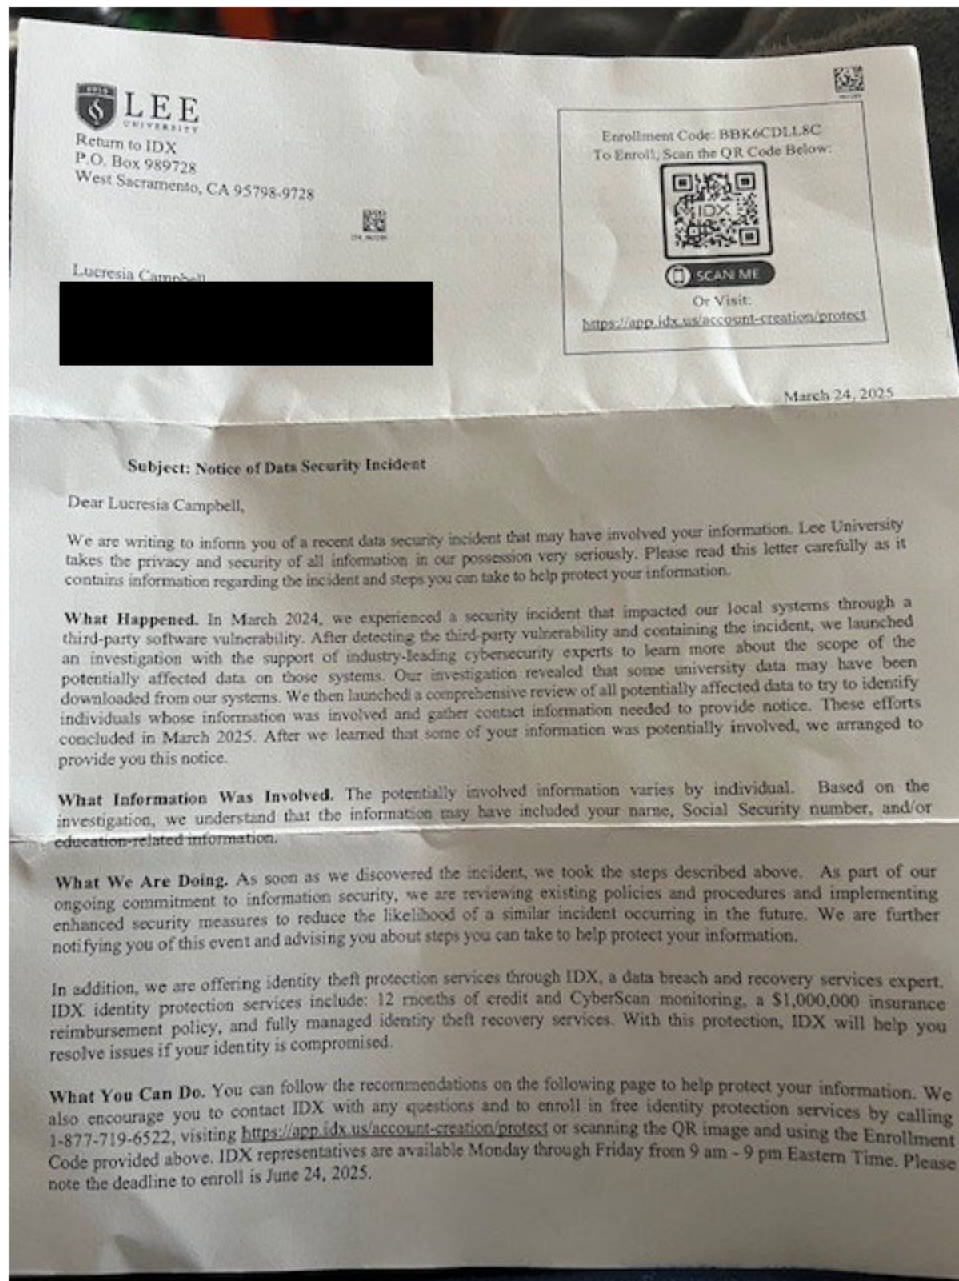 LEE
UNIVERSITY
Return to IDX
P.O. Box 989728
West Sacramento, CA 95798-9728
Lucresia Campbell
Enrollment Code: BBK6CDLL8C
To Enroll, Scan the QR Code Below:
IDX
SCAN ME
Or Visit:
https://app.idx.us/account-creation/protect
March 24, 2025
Subject: Notice of Data Security Incident
Dear Lucresia Campbell,
We are writing to inform you of a recent data security incident that may have involved your information. Lee University
takes the privacy and security of all information in our possession very seriously. Please read this letter carefully as it
contains information regarding the incident and steps you can take to help protect your information.
What Happened. In March 2024, we experienced a security incident that impacted our local systems through a
third-party software vulnerability. After detecting the third-party vulnerability and containing the incident, we launched
an investigation with the support of industry-leading cybersecurity experts to learn more about the scope of the
potentially affected data on those systems. Our investigation revealed that some university data may have been
downloaded from our systems. We then launched a comprehensive review of all potentially affected data to try to identify
individuals whose information was involved and gather contact information needed to provide notice. These efforts
concluded in March 2025. After we learned that some of your information was potentially involved, we arranged to
provide you this notice.
What Information Was Involved. The potentially involved information varies by individual. Based on the
investigation, we understand that the information may have included your name, Social Security number, and/or
education-related information.
What We Are Doing. As soon as we discovered the incident, we took the steps described above. As part of our
ongoing commitment to information security, we are reviewing existing policies and procedures and implementing
enhanced security measures to reduce the likelihood of a similar incident occurring in the future. We are further
notifying you of this event and advising you about steps you can take to help protect your information.
In addition, we are offering identity theft protection services through IDX, a data breach and recovery services expert.
IDX identity protection services include: 12 months of credit and CyberScan monitoring, a $1,000,000 insurance
reimbursement policy, and fully managed identity theft recovery services. With this protection, IDX will help you
resolve issues if your identity is compromised.
What You Can Do. You can follow the recommendations on the following page to help protect your information. We
also encourage you to contact IDX with any questions and to enroll in free identity protection services by calling
1-877-719-6522, visiting https://app.idx.us/account-creation/protect or scanning the QR image and using the Enrollment
Code provided above. IDX representatives are available Monday through Friday from 9 am - 9 pm Eastern Time. Please
note the deadline to enroll is June 24, 2025.